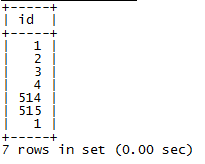 +-----+
| id  |
+-----+
|   1 |
|   2 |
|   3 |
|   4 |
| 514 |
| 515 |
|   1 |
+-----+
7 rows in set (0.00 sec)